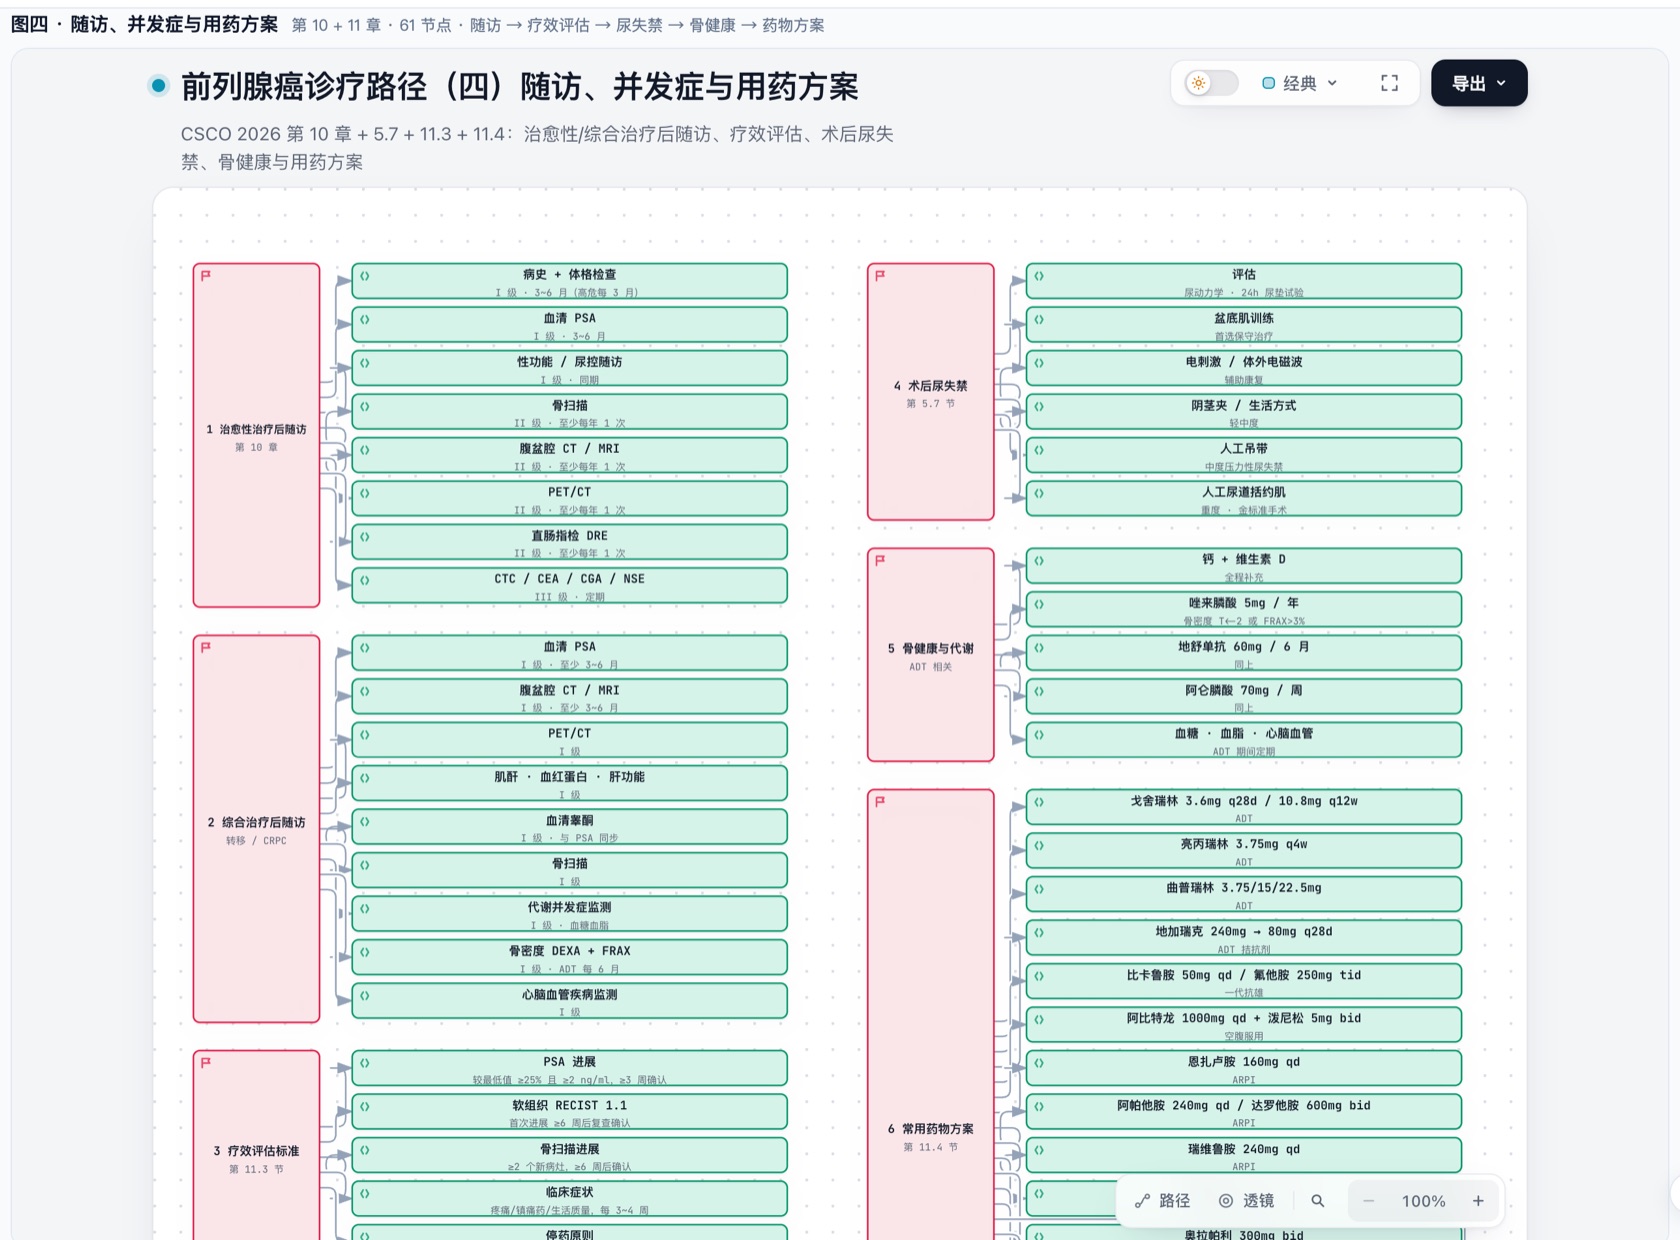 图四 · 随访、并发症与用药方案 第 10 + 11 章 · 61 节点 · 随访 → 疗效评估 → 尿失禁 → 骨健康 → 药物方案
前列腺癌诊疗路径（四）随访、并发症与用药方案
经典
导出
CSCO 2026 第 10 章 + 5.7 + 11.3 + 11.4：治愈性/综合治疗后随访、疗效评估、术后尿失
禁、骨健康与用药方案
1 治愈性治疗后随访
第 10 章
病史 + 体格检查
I 级 · 3~6 月 (高危每 3 月)
血清 PSA
I 级 · 3~6 月
性功能 / 尿控随访
I 级 · 同期
骨扫描
II 级 · 至少每年 1 次
腹盆腔 CT / MRI
II 级 · 至少每年 1 次
PET/CT
II 级 · 至少每年 1 次
直肠指检 DRE
II 级 · 至少每年 1 次
CTC / CEA / CGA / NSE
III 级 · 定期
2 综合治疗后随访
转移 / CRPC
血清 PSA
I 级 · 至少 3~6 月
腹盆腔 CT / MRI
I 级 · 至少 3~6 月
PET/CT
I 级
肌酐 · 血红蛋白 · 肝功能
I 级
血清睾酮
I 级 · 与 PSA 同步
骨扫描
I 级
代谢并发症监测
I 级 · 血糖血脂
骨密度 DEXA + FRAX
I 级 · ADT 每 6 月
心脑血管疾病监测
I 级
3 疗效评估标准
第 11.3 节
PSA 进展
较最低值 ≥25% 且 ≥2 ng/ml, ≥3 周确认
软组织 RECIST 1.1
首次进展 ≥6 周后复查确认
骨扫描进展
≥2 个新病灶, ≥6 周后确认
临床症状
疼痛/镇痛药/生活质量, 每 3~4 周
停药原则
4 术后尿失禁
第 5.7 节
评估
尿动力学 · 24h 尿垫试验
盆底肌训练
首选保守治疗
电刺激 / 体外电磁波
辅助康复
阴茎夹 / 生活方式
轻中度
人工吊带
中度压力性尿失禁
人工尿道括约肌
重度 · 金标准手术
5 骨健康与代谢
ADT 相关
钙 + 维生素 D
全程补充
唑来膦酸 5mg / 年
骨密度 T<-2 或 FRAX>3%
地舒单抗 60mg / 6 月
同上
阿仑膦酸 70mg / 周
同上
血糖 · 血脂 · 心脑血管
ADT 期间定期
6 常用药物方案
第 11.4 节
戈舍瑞林 3.6mg q28d / 10.8mg q12w
ADT
亮丙瑞林 3.75mg q4w
ADT
曲普瑞林 3.75/15/22.5mg
ADT
地加瑞克 240mg → 80mg q28d
ADT 拮抗剂
比卡鲁胺 50mg qd / 氟他胺 250mg tid
一代抗雄
阿比特龙 1000mg qd + 泼尼松 5mg bid
空腹服用
恩扎卢胺 160mg qd
ARPI
阿帕他胺 240mg qd / 达罗他胺 600mg bid
ARPI
瑞维鲁胺 240mg qd
ARPI
奥拉帕利 300mg bid
路径
透镜
100%